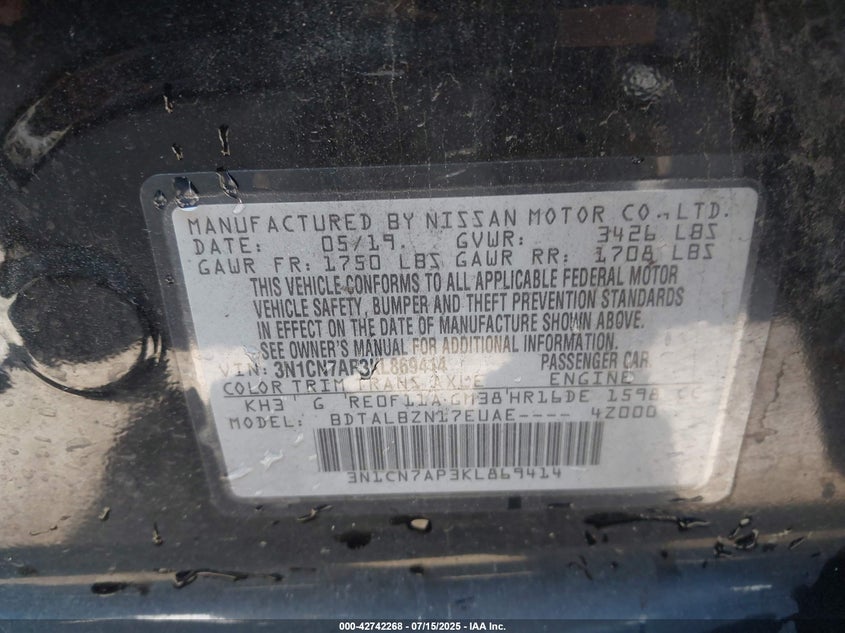 MANUFACTURED BY NISSAN MOTOR CO., LTD.
DATE: 05/19. GVWR: 3426 LBS
GAWR FR: 1750 LBS GAWR RR: 1708 LBS
THIS VEHICLE CONFORMS TO ALL APPLICABLE FEDERAL MOTOR
VEHICLE SAFETY, BUMPER AND THEFT PREVENTION STANDARDS
IN EFFECT ON THE DATE OF MANUFACTURE SHOWN ABOVE.
SEE OWNER'S MANUAL FOR ADDITIONAL INFORMATION.
VIN: 3N1CN7AP3KL869414 PASSENGER CAR
COLOR TRIM TRANS AXLE ENGINE
KH3 G RE0F11A GM38 HR16DE 1598 CC
MODEL: BDTALBZN17EUAE---- 4Z000
3N1CN7AP3KL869414
000-42742268 - 07/15/2025 - IAA Inc.